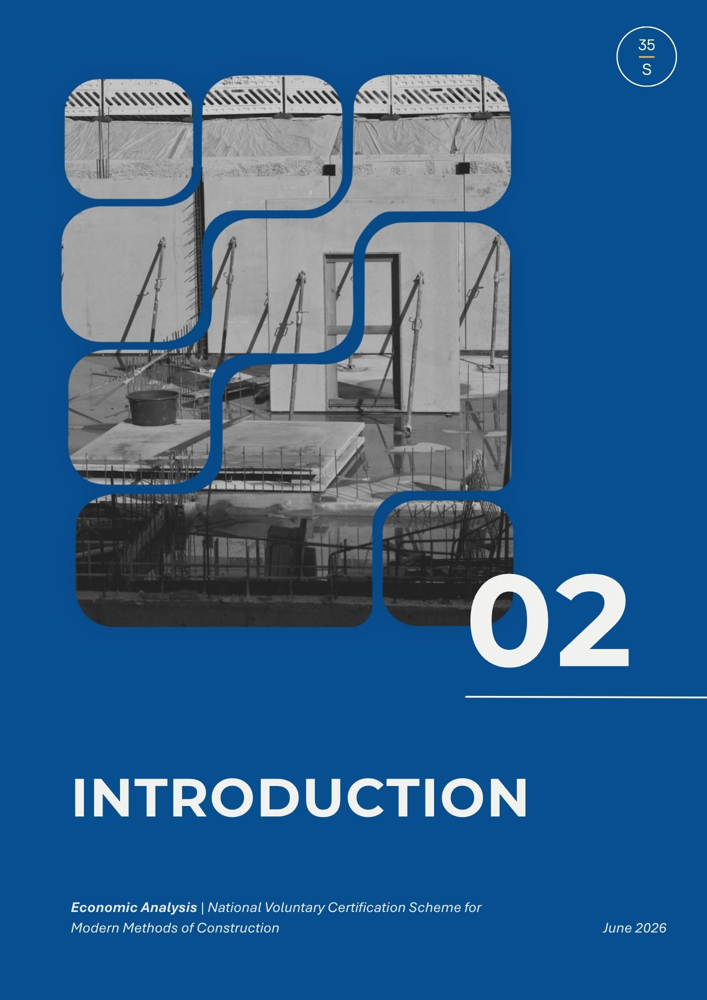 35
S
02
INTRODUCTION
Economic Analysis | National Voluntary Certification Scheme for
Modern Methods of Construction
June 2026